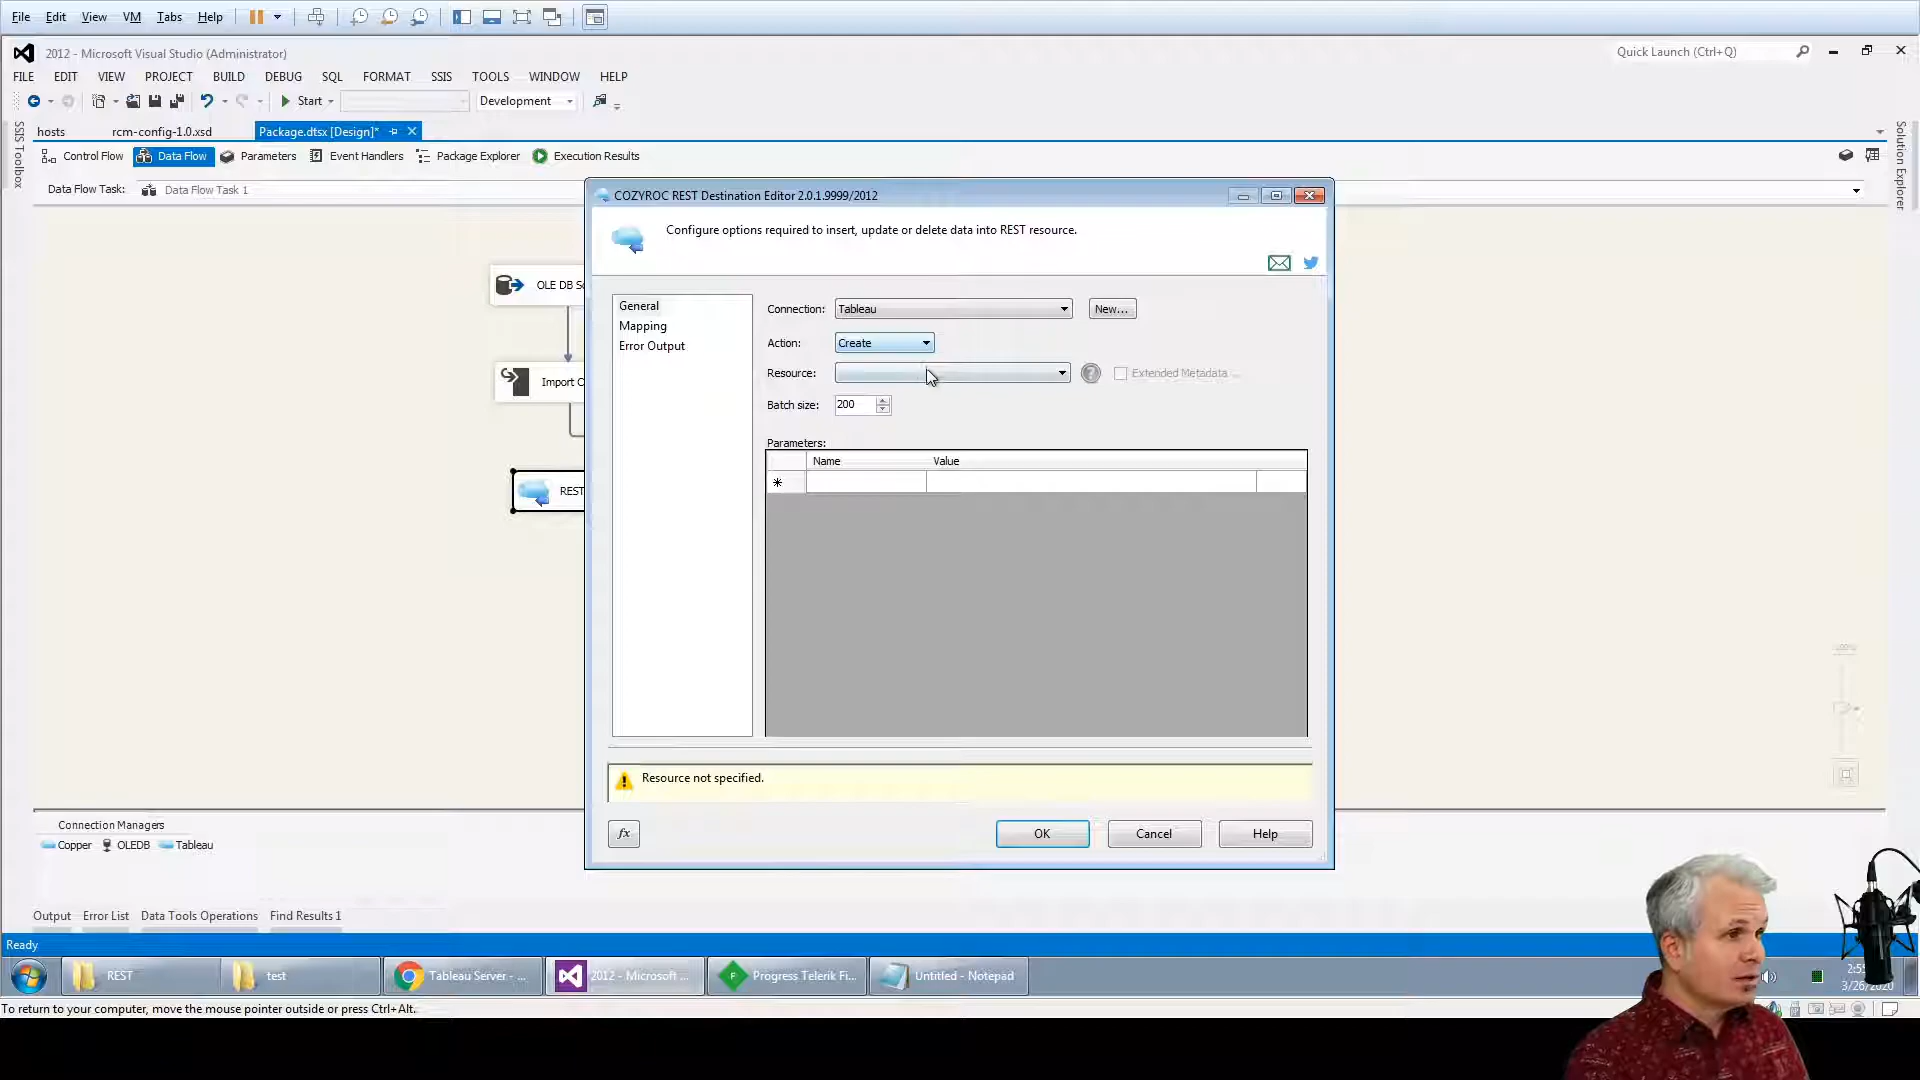 File Edit View VM Tabs Help
2012 - Microsoft Visual Studio (Administrator)
Quick Launch (Ctrl+Q)
FILE EDIT VIEW PROJECT BUILD DEBUG SQL FORMAT SSIS TOOLS WINDOW HELP
Start Development
SSIS Toolbox
hosts rcm-config-1.0.xsd Package.dtsx [Design]*
Solution Explorer
Control Flow Data Flow Parameters Event Handlers Package Explorer Execution Results
Data Flow Task: Data Flow Task 1
OLE DB So
Import C
REST
COZYROC REST Destination Editor 2.0.1.9999/2012
Configure options required to insert, update or delete data into REST resource.
General
Mapping
Error Output
Connection: Tableau New...
Action: Create
Resource: Extended Metadata ...
Batch size: 200
Parameters:
Name Value
Resource not specified.
fx OK Cancel Help
100%
Connection Managers
Copper OLEDB Tableau
Output Error List Data Tools Operations Find Results 1
Ready
REST test Tableau Server - ... 2012 - Microsoft ... Progress Telerik Fi... Untitled - Notepad
3/26/2020
To return to your computer, move the mouse pointer outside or press Ctrl+Alt.